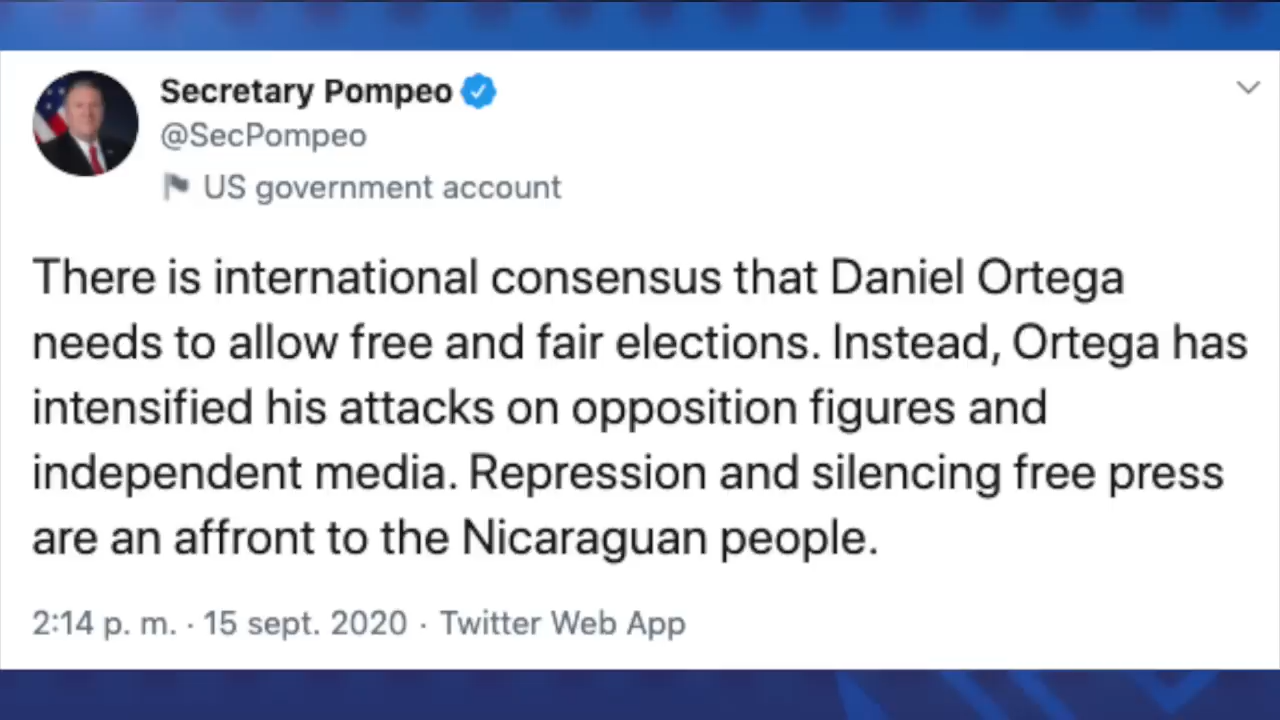 Secretary Pompeo
@SecPompeo
US government account
There is international consensus that Daniel Ortega
needs to allow free and fair elections. Instead, Ortega has
intensified his attacks on opposition figures and
independent media. Repression and silencing free press
are an affront to the Nicaraguan people.
2:14 p. m. · 15 sept. 2020 · Twitter Web App